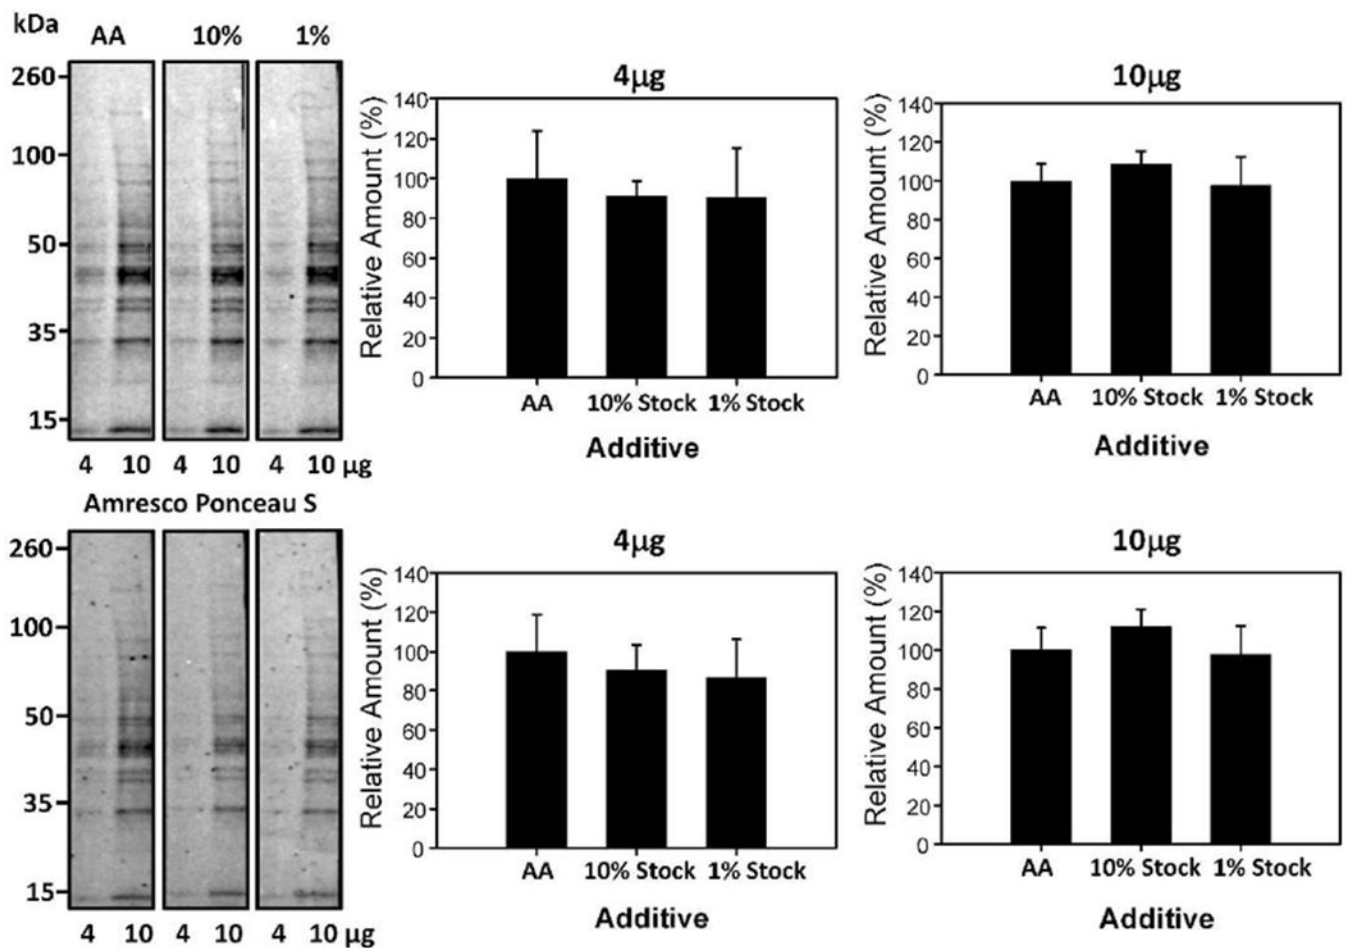 kDa
AA 10% 1%
260
100
50
35
15
4 10 4 10 4 10 µg
4µg
Relative Amount (%)
140
120
100
80
60
40
20
0
AA 10% Stock 1% Stock
Additive
10µg
Relative Amount (%)
140
120
100
80
60
40
20
0
AA 10% Stock 1% Stock
Additive
Amresco Ponceau S
260
100
50
35
15
4 10 4 10 4 10 µg
4µg
Relative Amount (%)
140
120
100
80
60
40
20
0
AA 10% Stock 1% Stock
Additive
10µg
Relative Amount (%)
140
120
100
80
60
40
20
0
AA 10% Stock 1% Stock
Additive